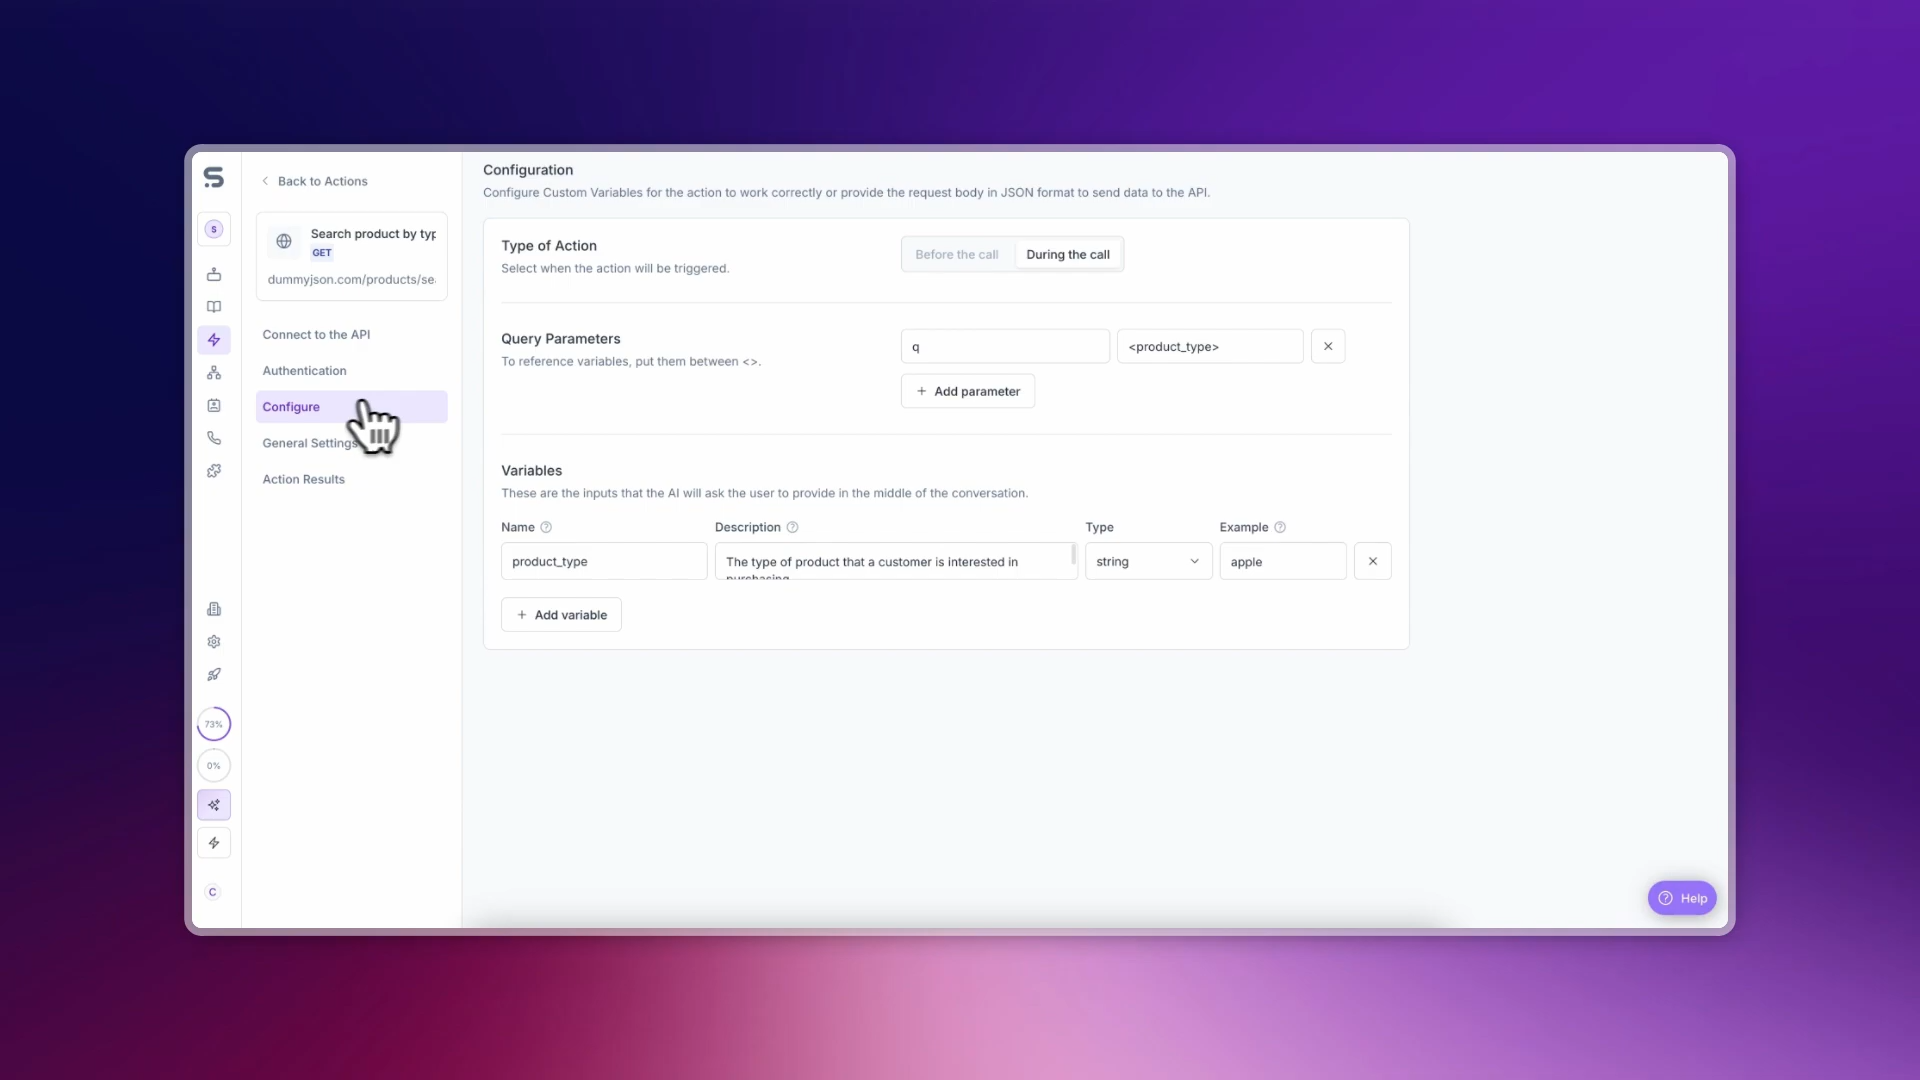 S
Back to Actions
Search product by typ
GET
dummyjson.com/products/se
Connect to the API
Authentication
Configure
General Settings
Action Results
73%
0%
C
Configuration
Configure Custom Variables for the action to work correctly or provide the request body in JSON format to send data to the API.
Type of Action
Select when the action will be triggered.
Before the call
During the call
Query Parameters
To reference variables, put them between <>.
q
<product_type>
+ Add parameter
Variables
These are the inputs that the AI will ask the user to provide in the middle of the conversation.
Name
Description
Type
Example
product_type
The type of product that a customer is interested in
purchasing
string
apple
+ Add variable
Help